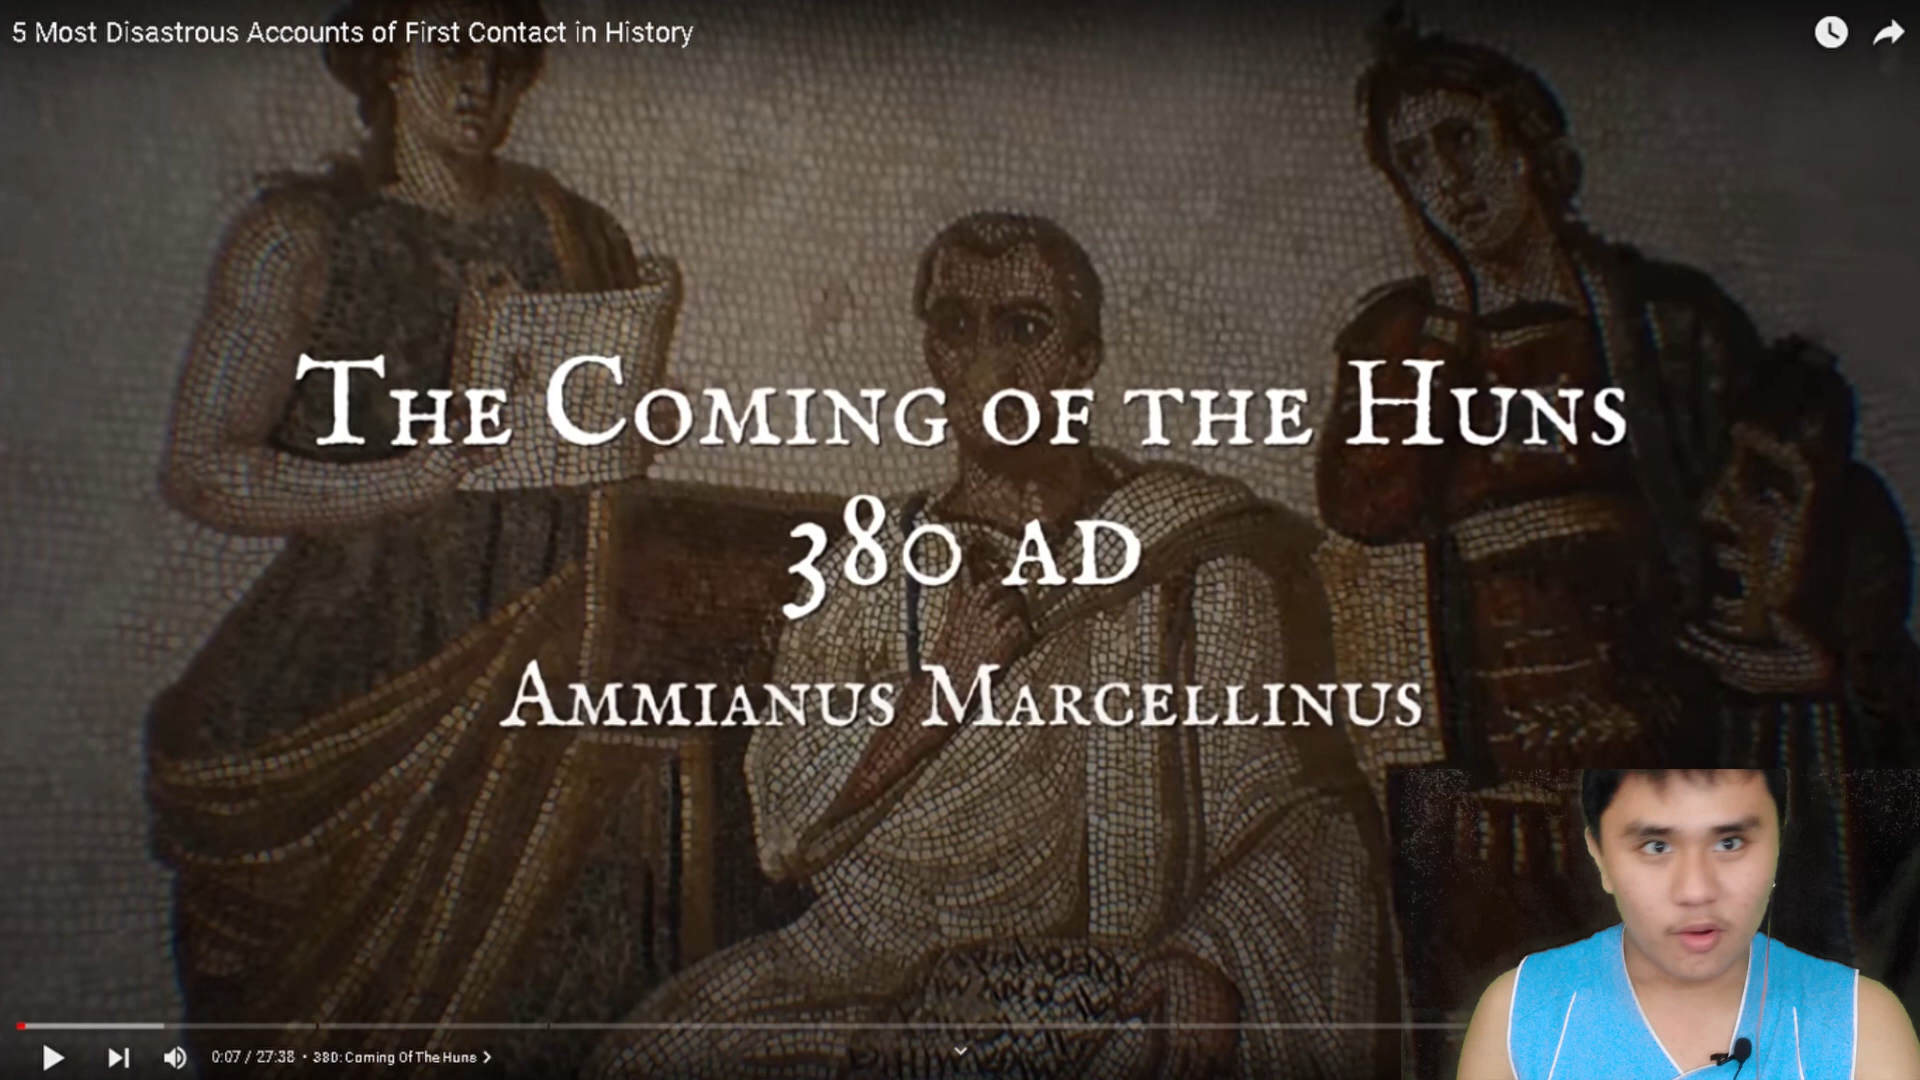 5 Most Disastrous Accounts of First Contact in History
The Coming of the Huns
380 AD
Ammianus Marcellinus
0:07 / 27:38 • 380: Coming Of The Huns